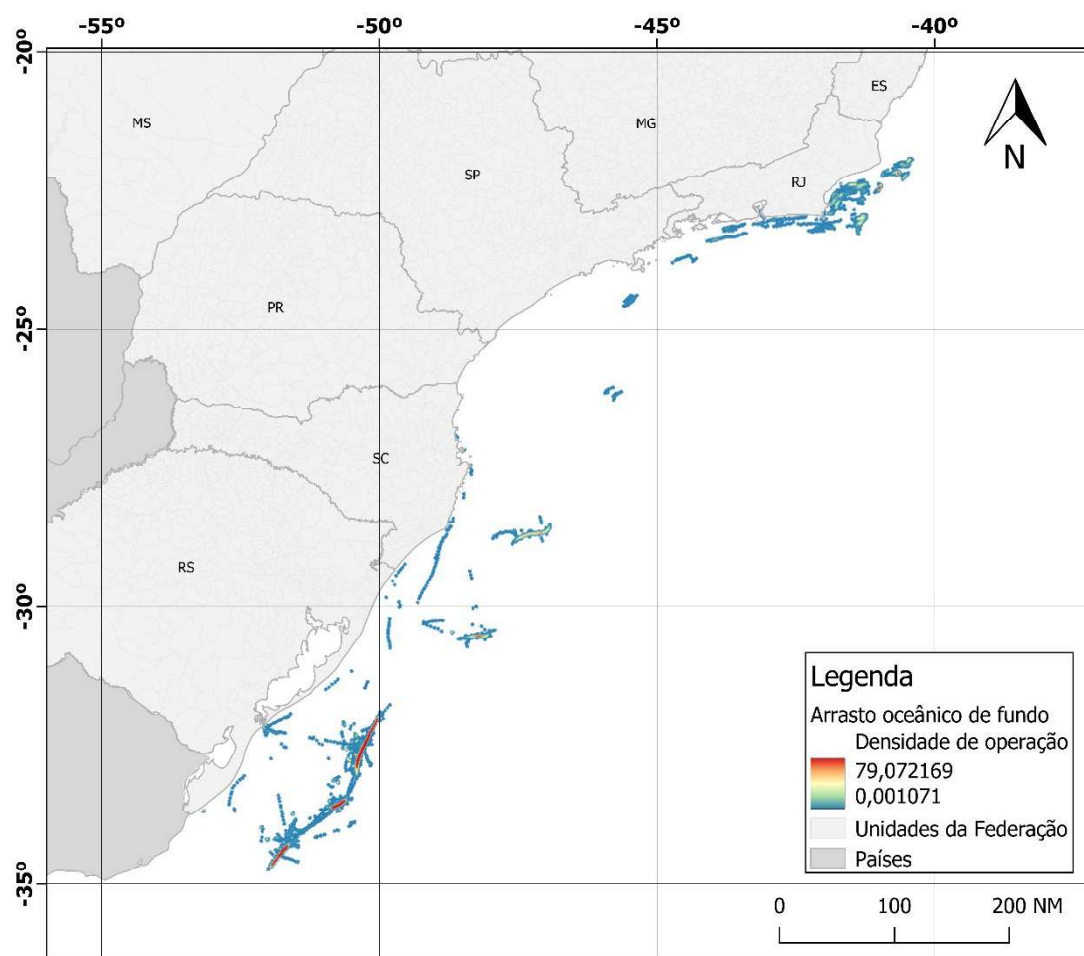 -55º -50º -45º -40º
-20º
ES
MS
MG
N
SP
RJ
PR
-25º
SC
RS
-30º
Legenda
Arrasto oceânico de fundo
Densidade de operação
79,072169
0,001071
Unidades da Federação
Países
-35º
0 100 200 NM